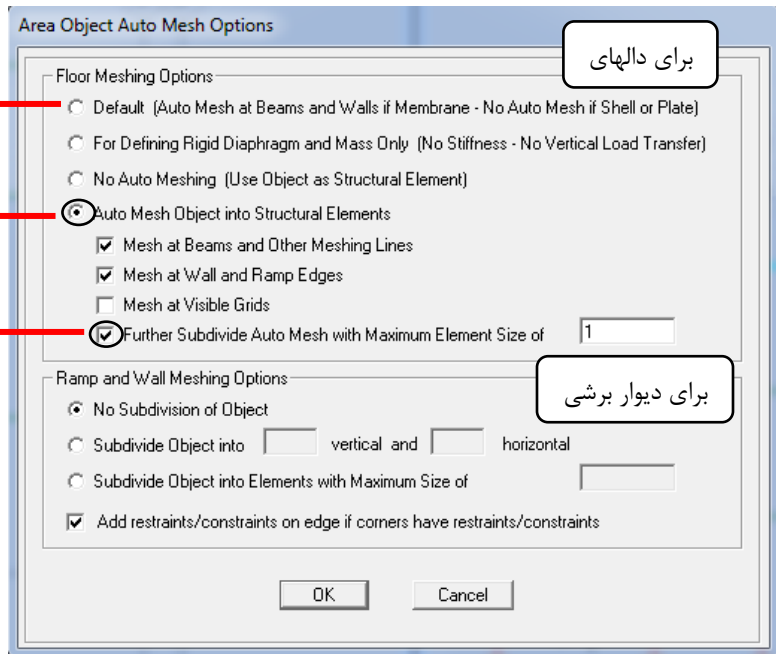 Area Object Auto Mesh Options
برای دالهای
Floor Meshing Options
Default (Auto Mesh at Beams and Walls if Membrane - No Auto Mesh if Shell or Plate)
For Defining Rigid Diaphragm and Mass Only (No Stiffness - No Vertical Load Transfer)
No Auto Meshing (Use Object as Structural Element)
Auto Mesh Object into Structural Elements
Mesh at Beams and Other Meshing Lines
Mesh at Wall and Ramp Edges
Mesh at Visible Grids
Further Subdivide Auto Mesh with Maximum Element Size of 1
برای دیوار برشی
Ramp and Wall Meshing Options
No Subdivision of Object
Subdivide Object into vertical and horizontal
Subdivide Object into Elements with Maximum Size of
Add restraints/constraints on edge if corners have restraints/constraints
OK Cancel